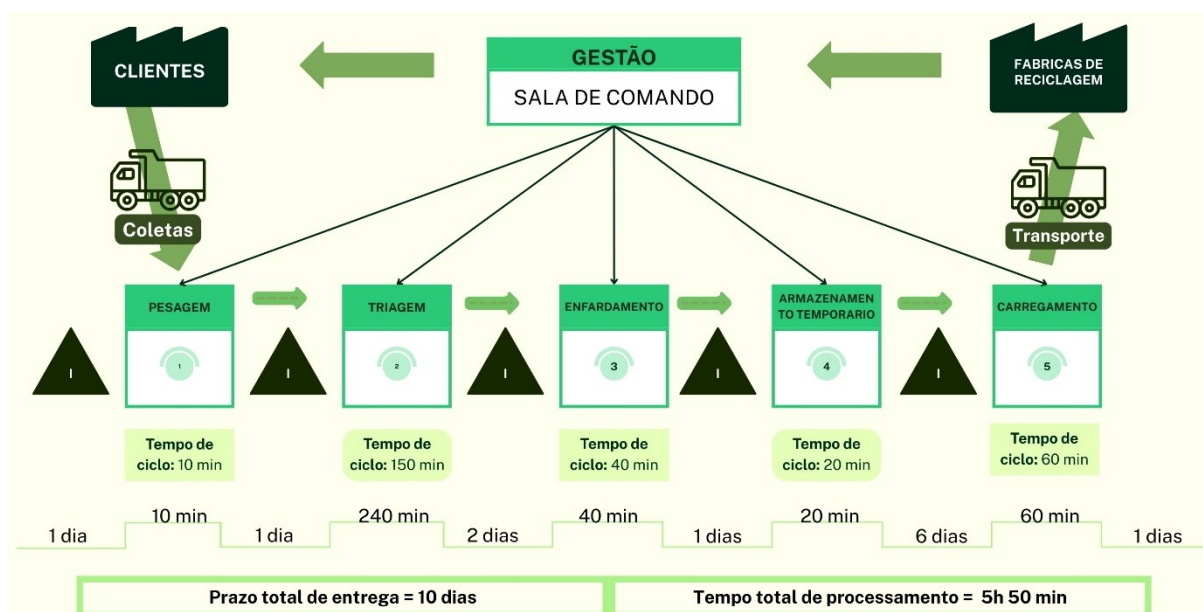 CLIENTES
GESTÃO
SALA DE COMANDO
FABRICAS DE
RECICLAGEM
Coletas
Transporte
PESAGEM
TRIAGEM
ENFARDAMENTO
ARMAZENAMEN
TO TEMPORARIO
CARREGAMENTO
I
1
I
2
I
3
I
4
I
5
Tempo de
ciclo: 10 min
Tempo de
ciclo: 150 min
Tempo de
ciclo: 40 min
Tempo de
ciclo: 20 min
Tempo de
ciclo: 60 min
1 dia
10 min
1 dia
240 min
2 dias
40 min
1 dias
20 min
6 dias
60 min
1 dias
Prazo total de entrega = 10 dias
Tempo total de processamento = 5h 50 min